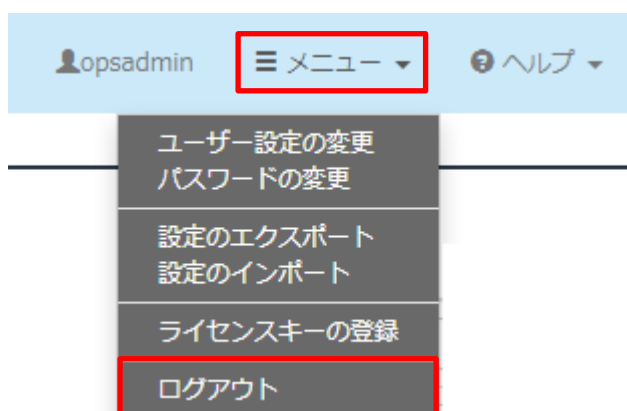 opsadmin メニュー ヘルプ
ユーザー設定の変更
パスワードの変更
設定のエクスポート
設定のインポート
ライセンスキーの登録
ログアウト